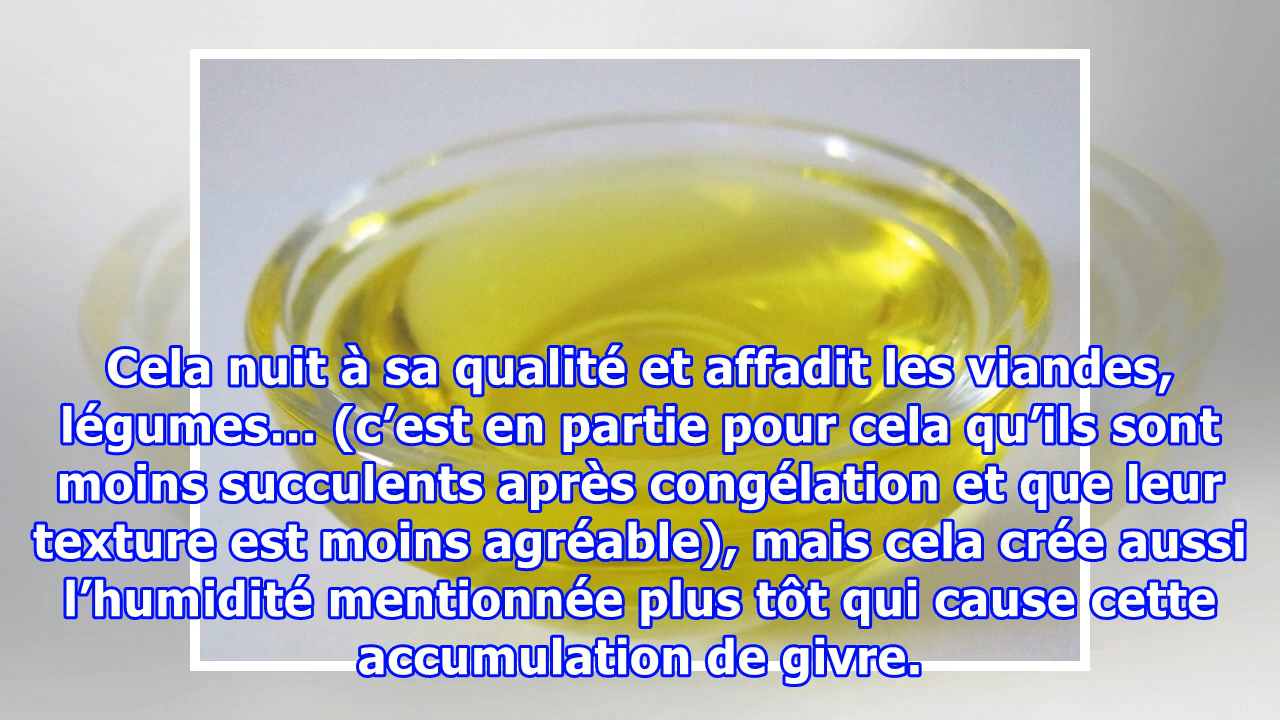 Cela nuit à sa qualité et affadit les viandes,
légumes... (c’est en partie pour cela qu’ils sont
moins succulents après congélation et que leur
texture est moins agréable), mais cela crée aussi
l’humidité mentionnée plus tôt qui cause cette
accumulation de givre.